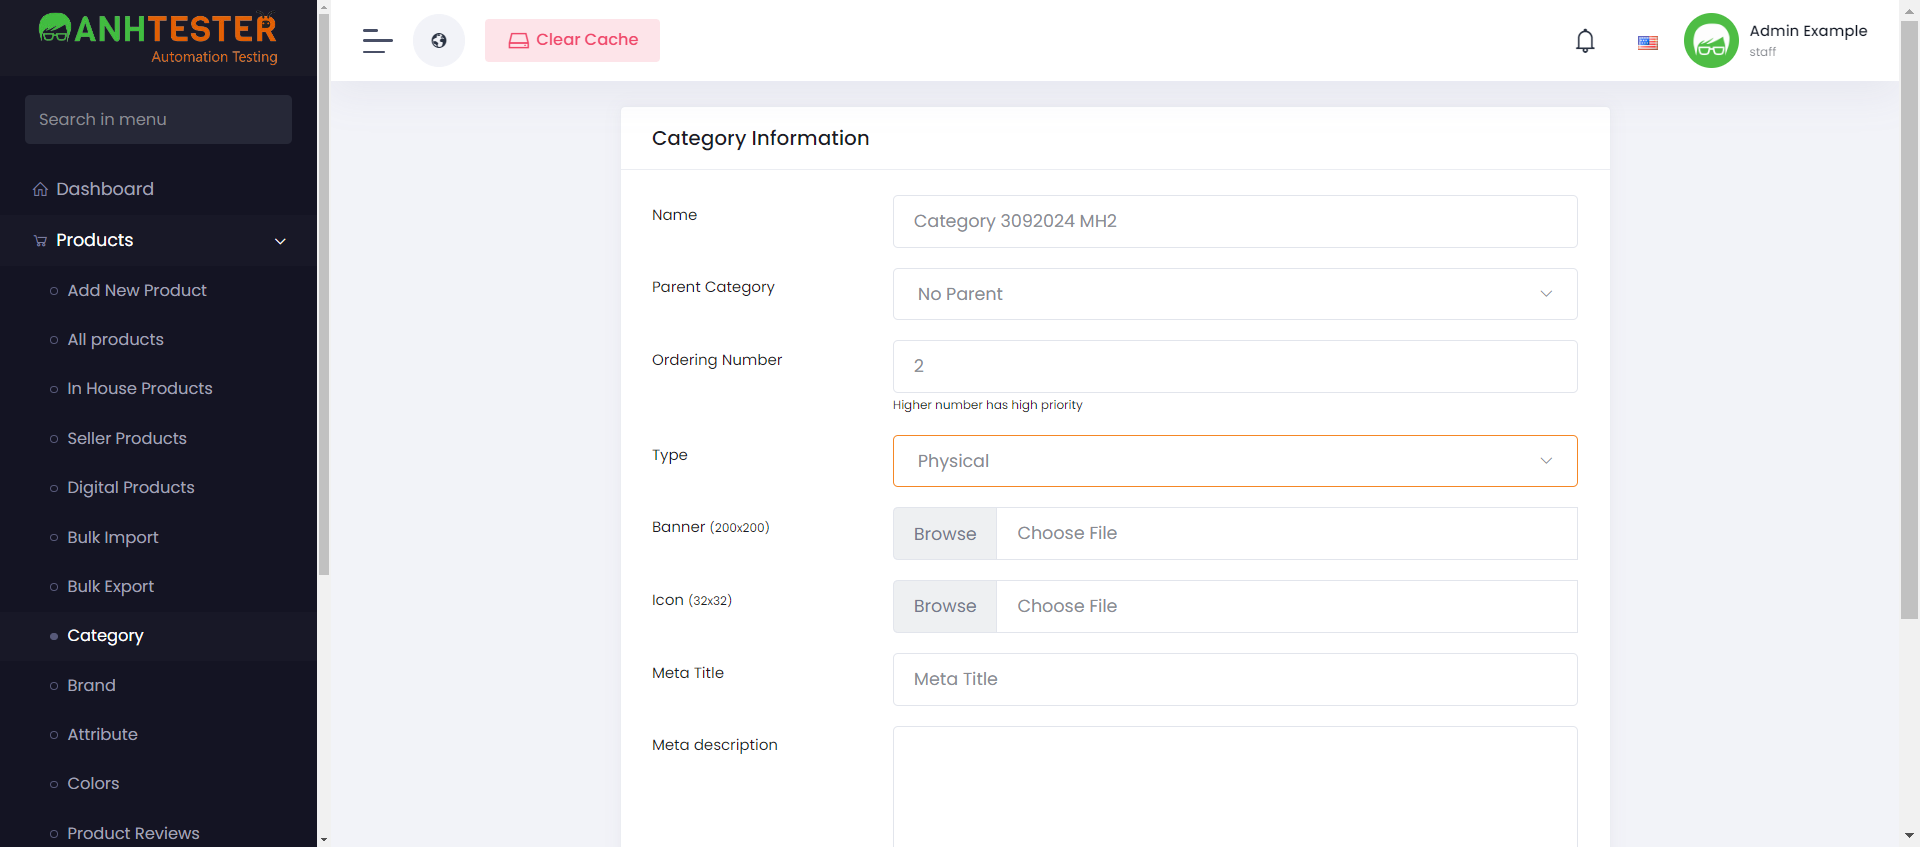 ANHTESTER
Automation Testing
Search in menu
Dashboard
Products
Add New Product
All products
In House Products
Seller Products
Digital Products
Bulk Import
Bulk Export
Category
Brand
Attribute
Colors
Product Reviews
Clear Cache
Admin Example
staff
Category Information
Name
Category 3092024 MH2
Parent Category
No Parent
Ordering Number
2
Higher number has high priority
Type
Physical
Banner (200x200)
Browse Choose File
Icon (32x32)
Browse Choose File
Meta Title
Meta Title
Meta description